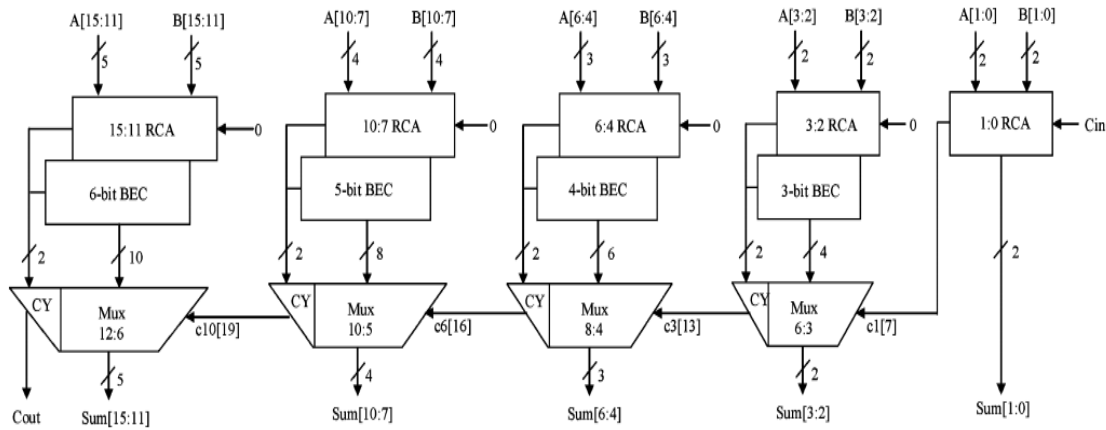 A[15:11] B[15:11] A[10:7] B[10:7] A[6:4] B[6:4] A[3:2] B[3:2] A[1:0] B[1:0]
5 5 4 4 3 3 2 2 2 2
15:11 RCA 0 10:7 RCA 0 6:4 RCA 0 3:2 RCA 0 1:0 RCA Cin
6-bit BEC 5-bit BEC 4-bit BEC 3-bit BEC
2 10 2 8 2 6 2 4 2
CY Mux CY Mux CY Mux CY Mux
12:6 c10[19] 10:5 c6[16] 8:4 c3[13] 6:3 c1[7]
5 4 3 2
Cout Sum[15:11] Sum[10:7] Sum[6:4] Sum[3:2] Sum[1:0]